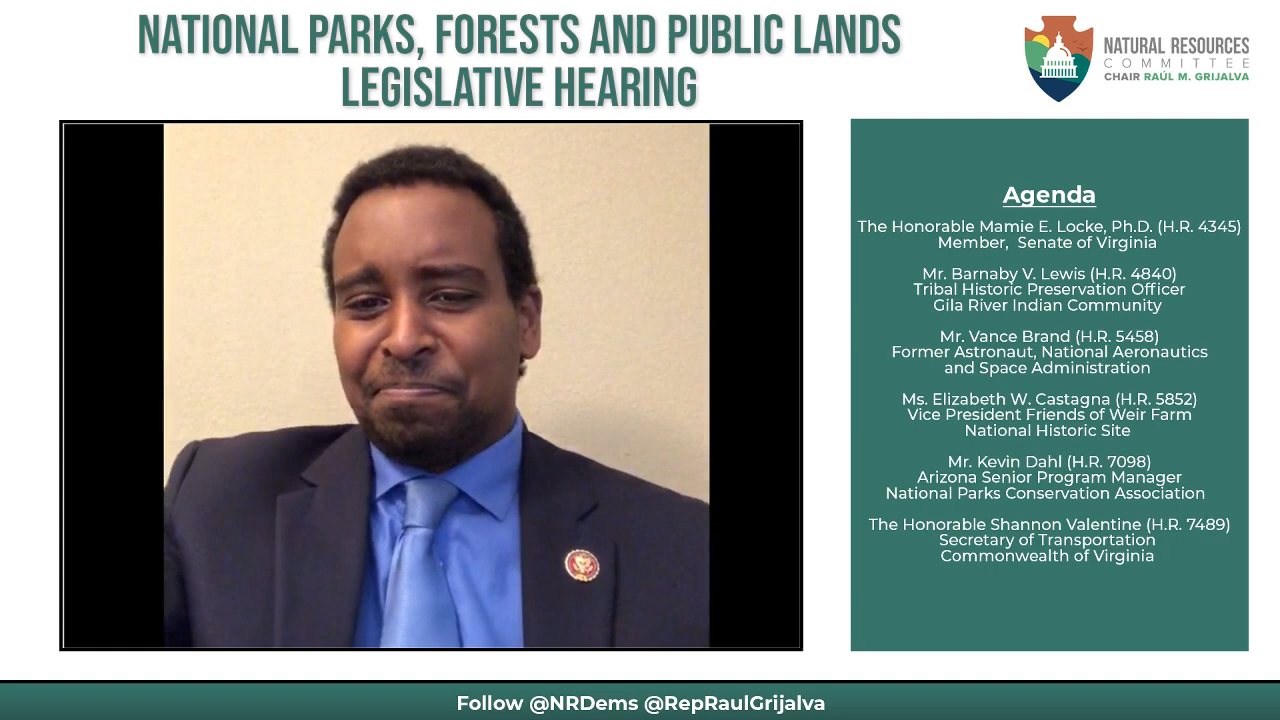 NATIONAL PARKS, FORESTS AND PUBLIC LANDS
LEGISLATIVE HEARING
NATURAL RESOURCES
COMMITTEE
CHAIR RAÚL M. GRIJALVA
Agenda
The Honorable Mamie E. Locke, Ph.D. (H.R. 4345)
Member, Senate of Virginia
Mr. Barnaby V. Lewis (H.R. 4840)
Tribal Historic Preservation Officer
Gila River Indian Community
Mr. Vance Brand (H.R. 5458)
Former Astronaut, National Aeronautics
and Space Administration
Ms. Elizabeth W. Castagna (H.R. 5852)
Vice President Friends of Weir Farm
National Historic Site
Mr. Kevin Dahl (H.R. 7098)
Arizona Senior Program Manager
National Parks Conservation Association
The Honorable Shannon Valentine (H.R. 7489)
Secretary of Transportation
Commonwealth of Virginia
Follow @NRDems @RepRaulGrijalva